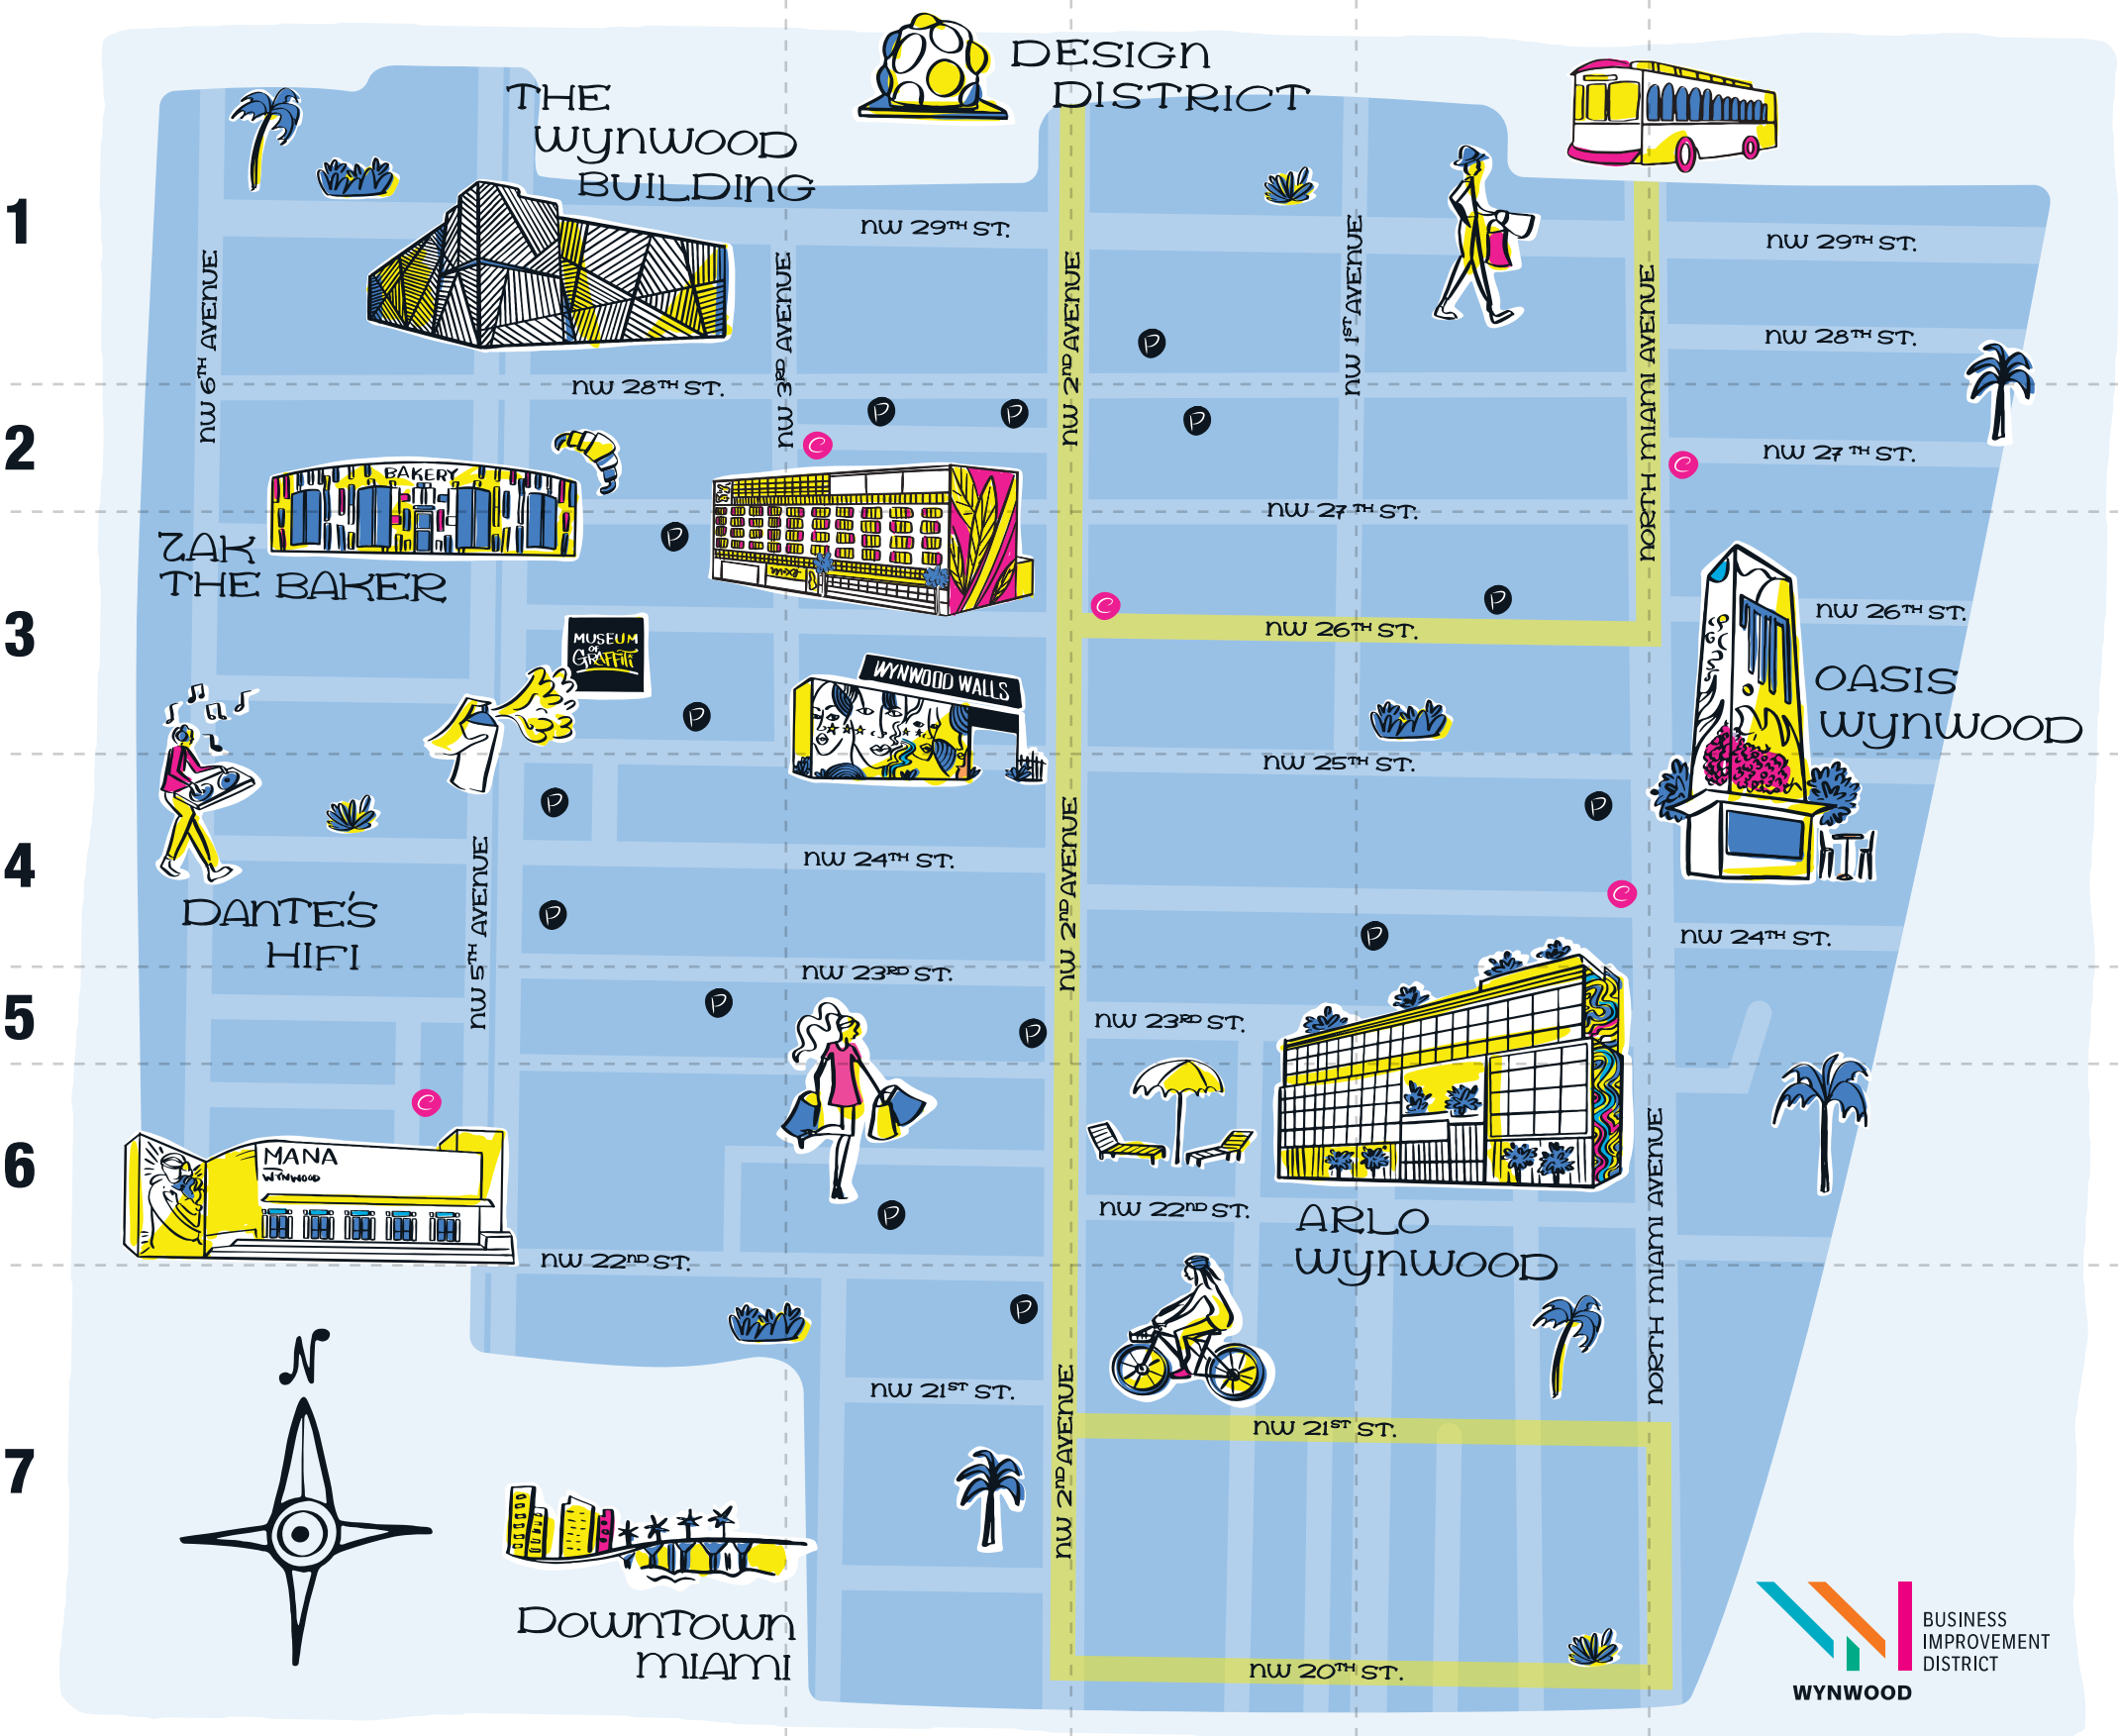 DESIGN
DISTRICT
THE
WYNWOOD
BUILDING
1
NW 29TH ST.
NW 29TH ST.
NW 6TH AVENUE
NW 3RD AVENUE
NW 2ND AVENUE
NW 1ST AVENUE
NORTH MIAMI AVENUE
NW 28TH ST.
P
NW 28TH ST.
P
P
P
2
C
C
NW 27TH ST.
BAKERY
NW 27TH ST.
P
ZAK
THE BAKER
P
C
NW 26TH ST.
3
NW 26TH ST.
MUSEUM
OF
GRAFFITI
WYNWOOD WALLS
OASIS
WYNWOOD
P
NW 25TH ST.
P
P
4
NW 24TH ST.
NW 5TH AVENUE
NW 2ND AVENUE
C
DANTE'S
HIFI
P
P
NW 24TH ST.
NW 23RD ST.
5
P
NW 23RD ST.
P
C
6
MANA
WYNWOOD
NORTH MIAMI AVENUE
P
NW 22ND ST.
ARLO
WYNWOOD
NW 22ND ST.
P
N
NW 21ST ST.
NW 2ND AVENUE
NW 21ST ST.
7
DOWNTOWN
MIAMI
NW 20TH ST.
BUSINESS
IMPROVEMENT
DISTRICT
WYNWOOD